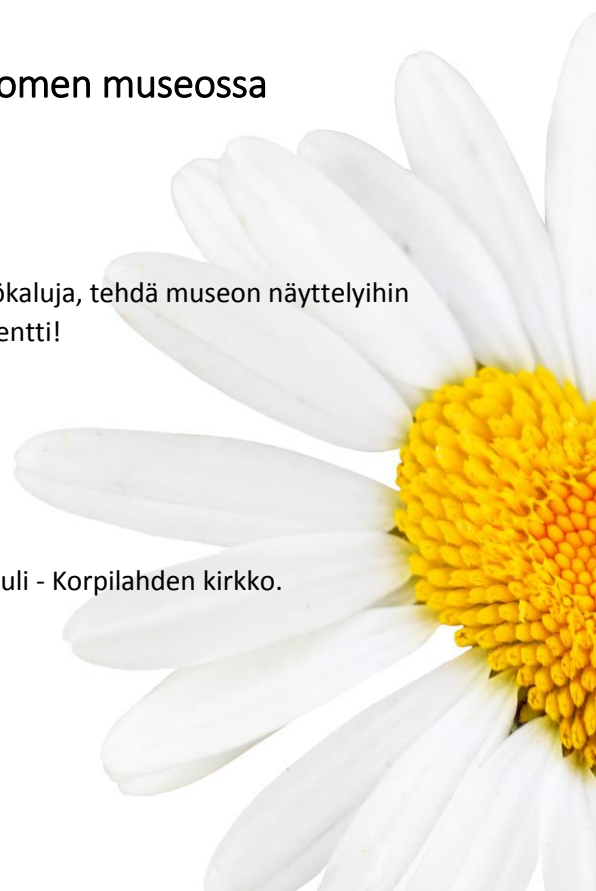 omen museossa
ökaluja, tehdä museon näyttelyihin
entti!
uli - Korpilahden kirkko.